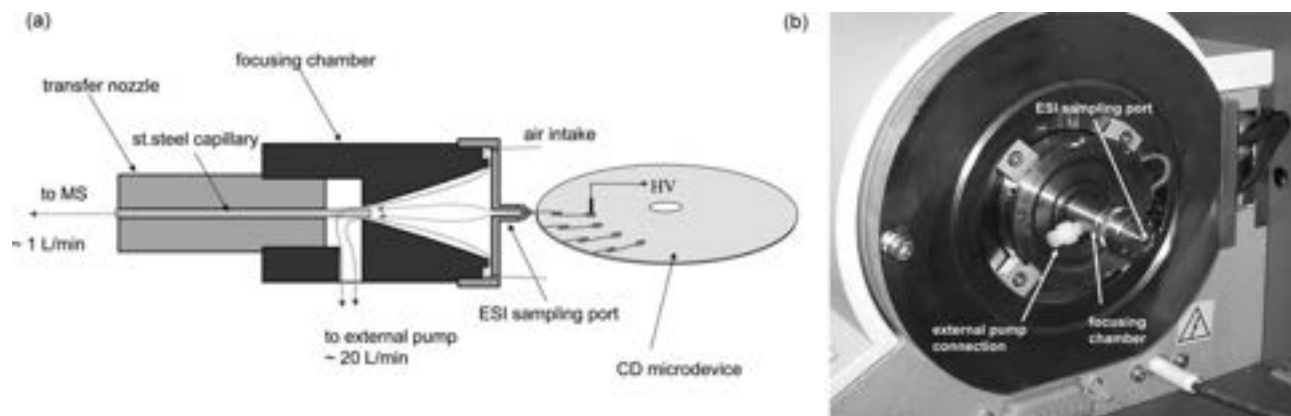 (a)
focusing chamber
transfer nozzle
st.steel capillary
air intake
to MS
~ 1 L/min
HV
ESI sampling port
to external pump
~ 20 L/min
CD microdevice
(b)
ESI sampling port
external pump
connection
focusing
chamber